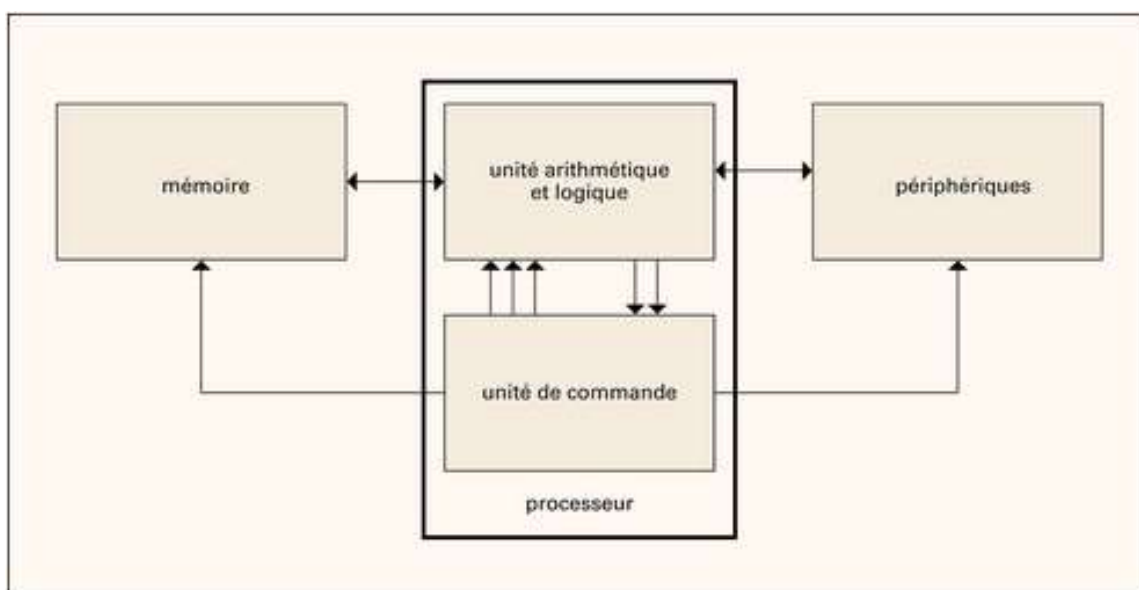 mémoire
unité arithmétique
et logique
périphériques
unité de commande
processeur